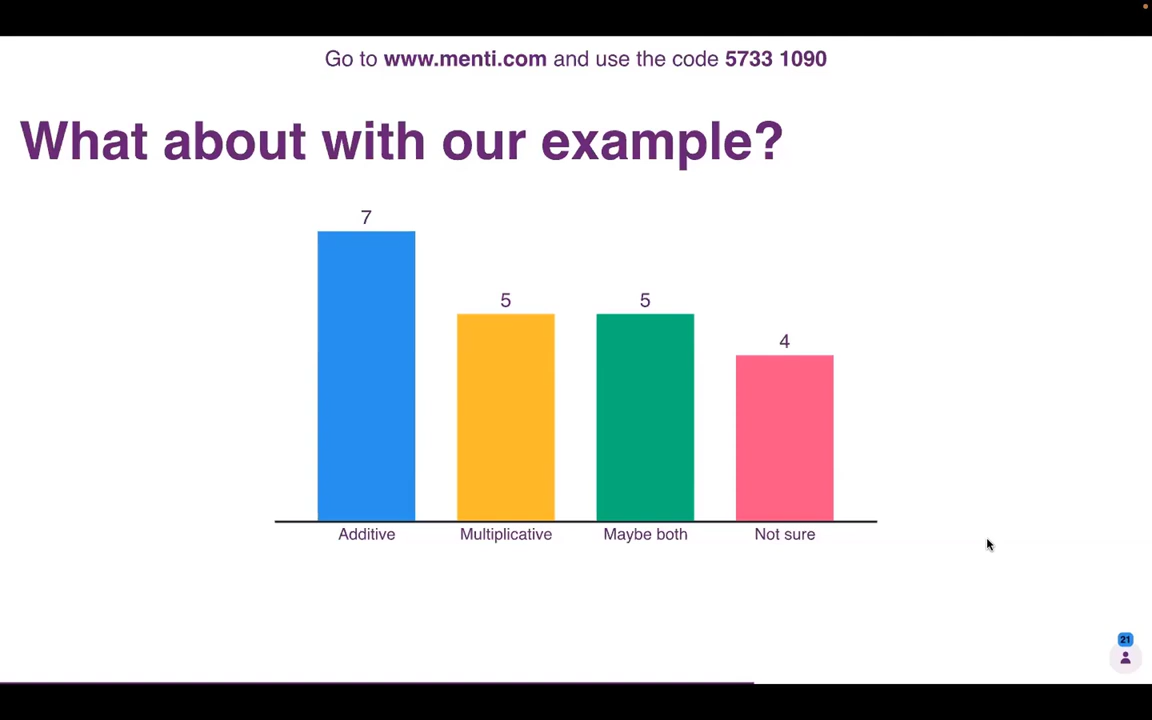 Go to www.menti.com and use the code 5733 1090
What about with our example?
7
5
5
4
Additive
Multiplicative
Maybe both
Not sure
21